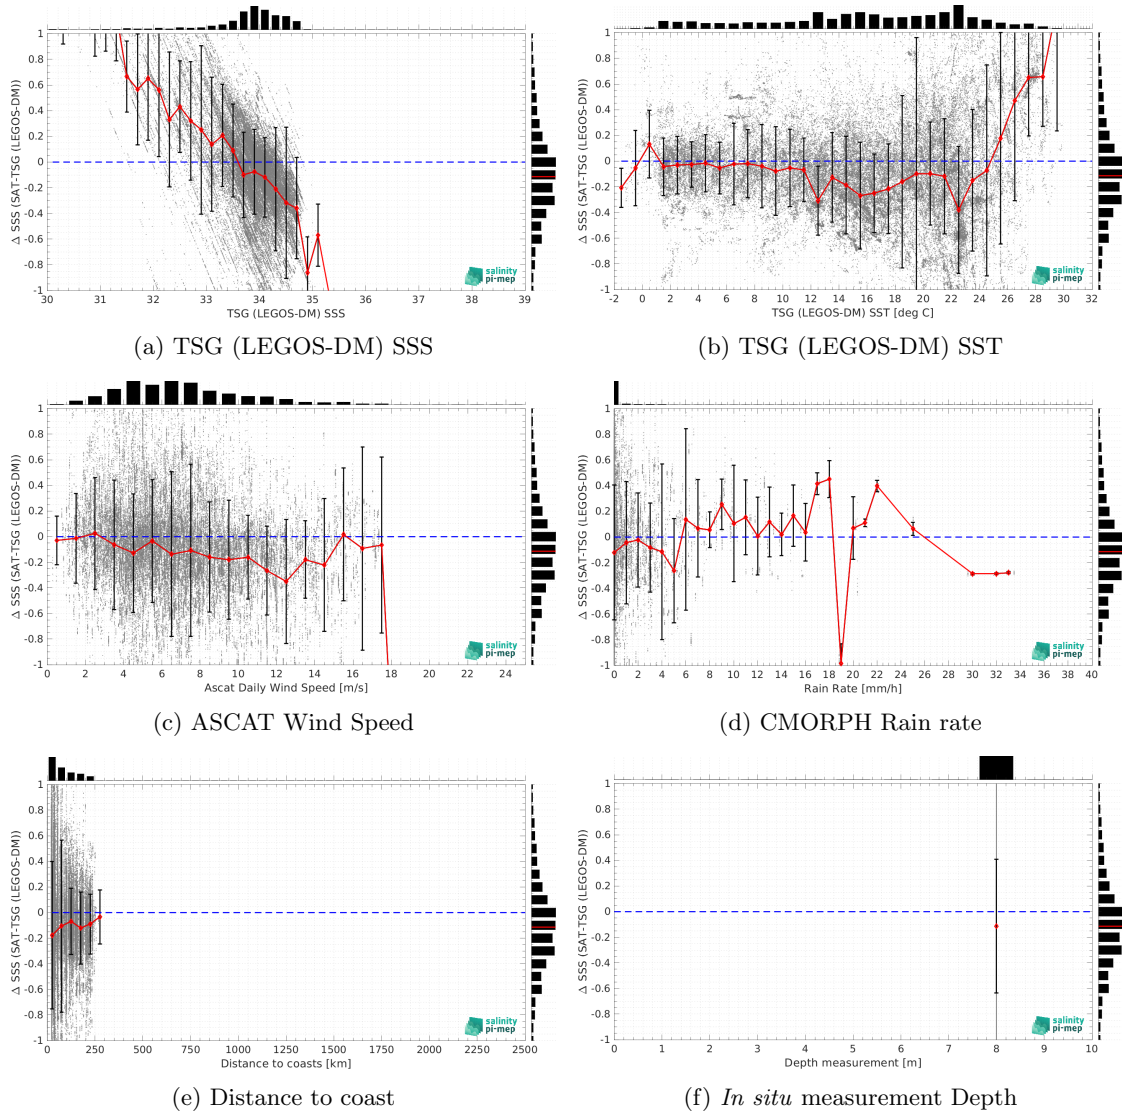 1
0.8
0.6
0.4
0.2
0
-0.2
-0.4
-0.6
-0.8
-1
Δ SSS (SAT-TSG (LEGOS-DM))
salinity
pi-mep
30 31 32 33 34 35 36 37 38 39
TSG (LEGOS-DM) SSS
(a) TSG (LEGOS-DM) SSS
1
0.8
0.6
0.4
0.2
0
-0.2
-0.4
-0.6
-0.8
-1
Δ SSS (SAT-TSG (LEGOS-DM))
salinity
pi-mep
-2 0 2 4 6 8 10 12 14 16 18 20 22 24 26 28 30 32
TSG (LEGOS-DM) SST [deg C]
(b) TSG (LEGOS-DM) SST
1
0.8
0.6
0.4
0.2
0
-0.2
-0.4
-0.6
-0.8
-1
Δ SSS (SAT-TSG (LEGOS-DM))
salinity
pi-mep
0 2 4 6 8 10 12 14 16 18 20 22 24
Ascat Daily Wind Speed [m/s]
(c) ASCAT Wind Speed
1
0.8
0.6
0.4
0.2
0
-0.2
-0.4
-0.6
-0.8
-1
Δ SSS (SAT-TSG (LEGOS-DM))
salinity
pi-mep
0 2 4 6 8 10 12 14 16 18 20 22 24 26 28 30 32 34 36 38 40
Rain Rate [mm/h]
(d) CMORPH Rain rate
1
0.8
0.6
0.4
0.2
0
-0.2
-0.4
-0.6
-0.8
-1
Δ SSS (SAT-TSG (LEGOS-DM))
salinity
pi-mep
0 250 500 750 1000 1250 1500 1750 2000 2250 2500
Distance to coasts [km]
(e) Distance to coast
1
0.8
0.6
0.4
0.2
0
-0.2
-0.4
-0.6
-0.8
-1
Δ SSS (SAT-TSG (LEGOS-DM))
salinity
pi-mep
0 1 2 3 4 5 6 7 8 9 10
Depth measurement [m]
(f) In situ measurement Depth